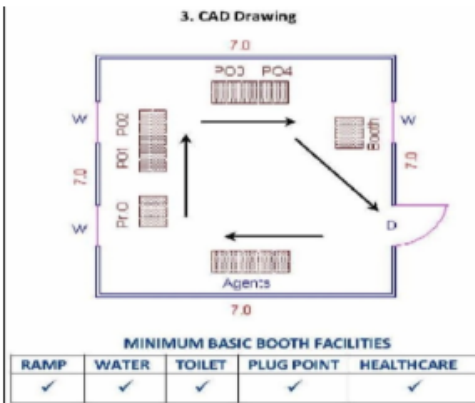 3. CAD Drawing
7.0
PO3 PO4
W
PO2
PO1
Booth
W
7.0
7.0
Pr O
W
D
Agents
7.0
MINIMUM BASIC BOOTH FACILITIES
RAMP WATER TOILET PLUG POINT HEALTHCARE
✓ ✓ ✓ ✓ ✓